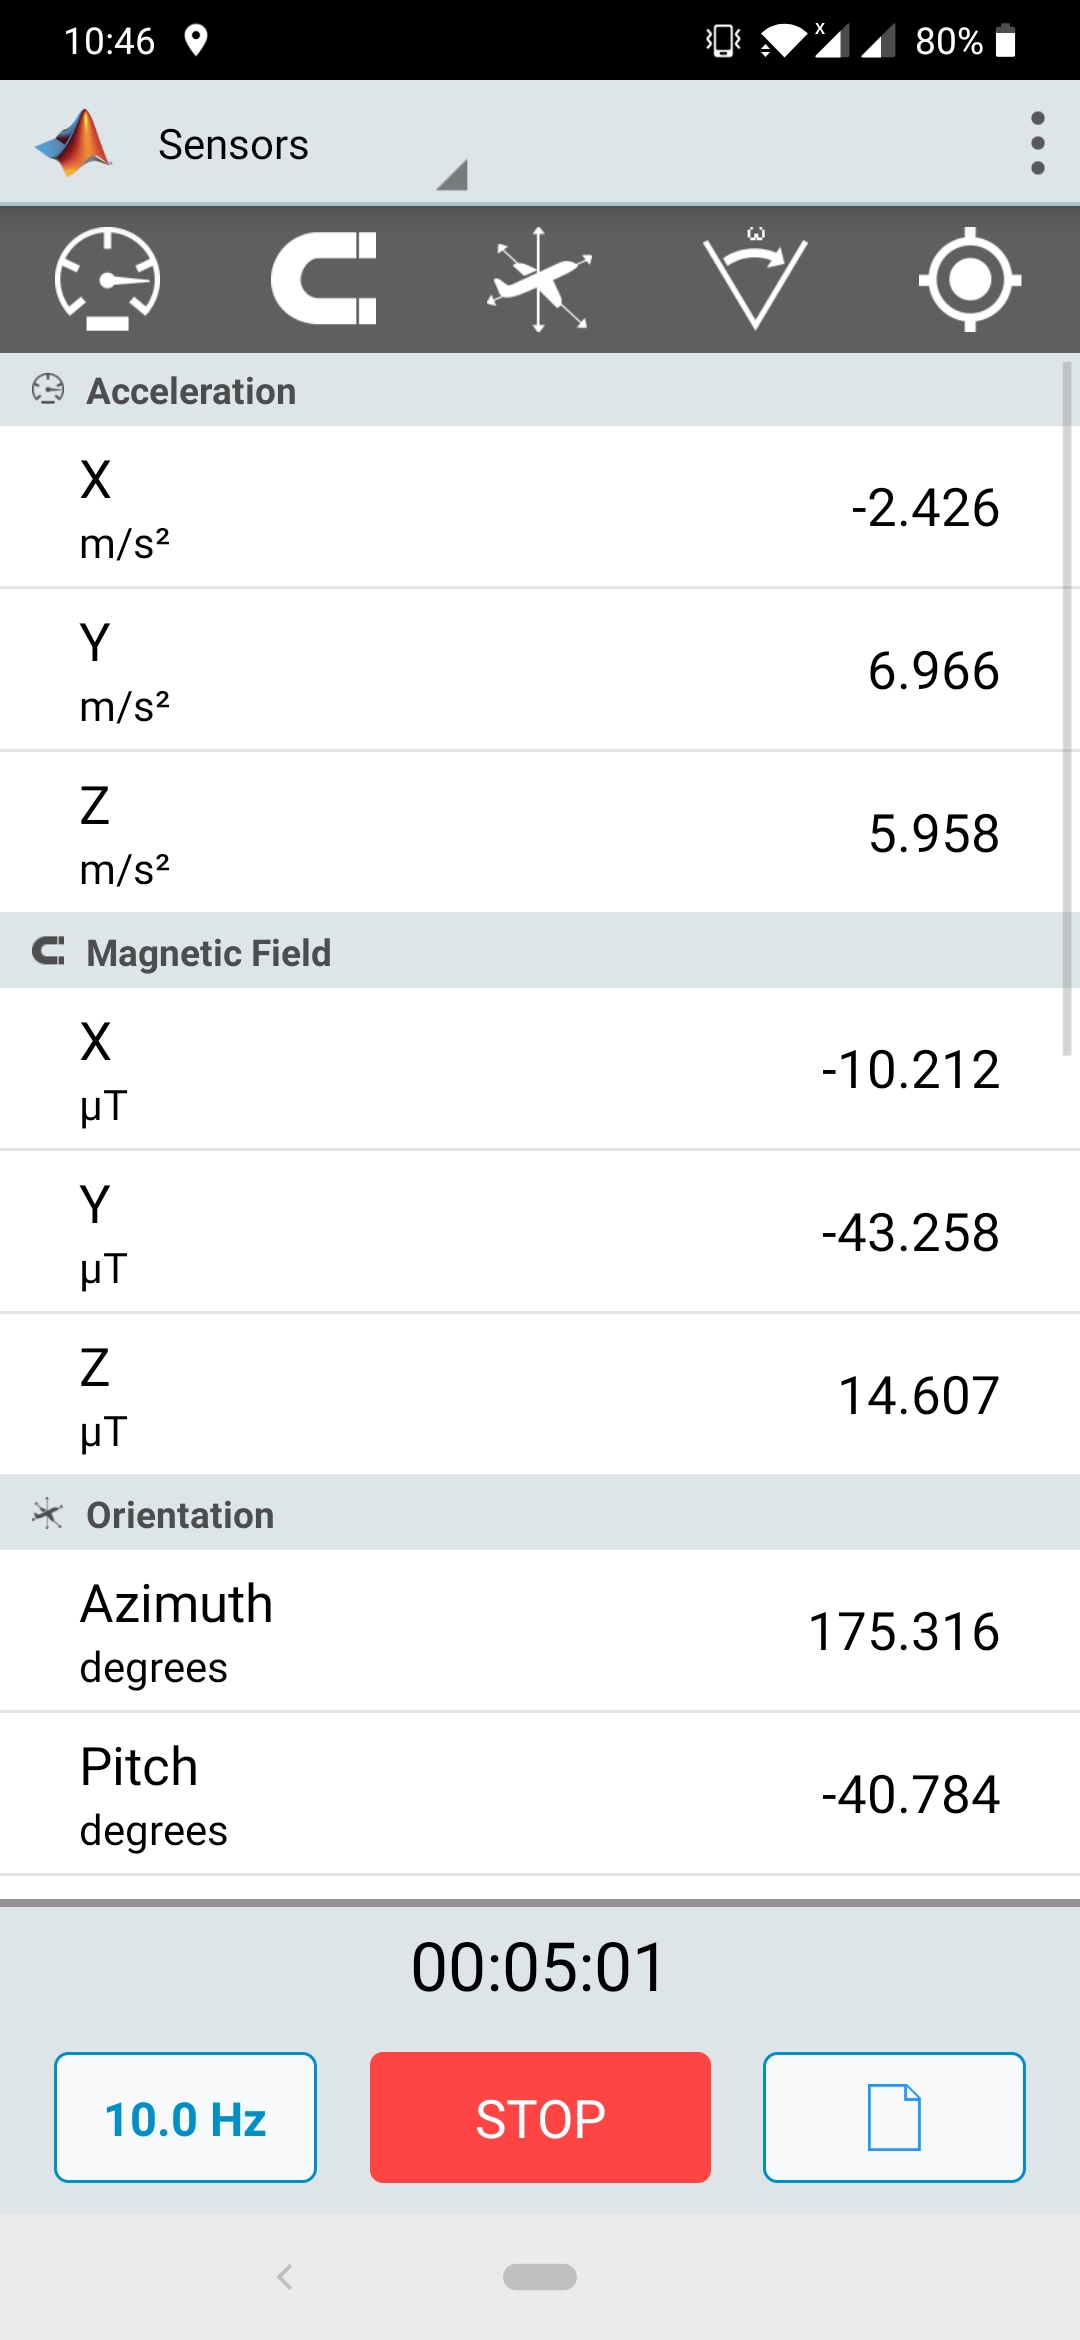 10:46 x 80%
Sensors
ω
Acceleration
X
m/s²
-2.426
Y
m/s²
6.966
Z
m/s²
5.958
Magnetic Field
X
µT
-10.212
Y
µT
-43.258
Z
µT
14.607
Orientation
Azimuth
degrees
175.316
Pitch
degrees
-40.784
00:05:01
10.0 Hz STOP